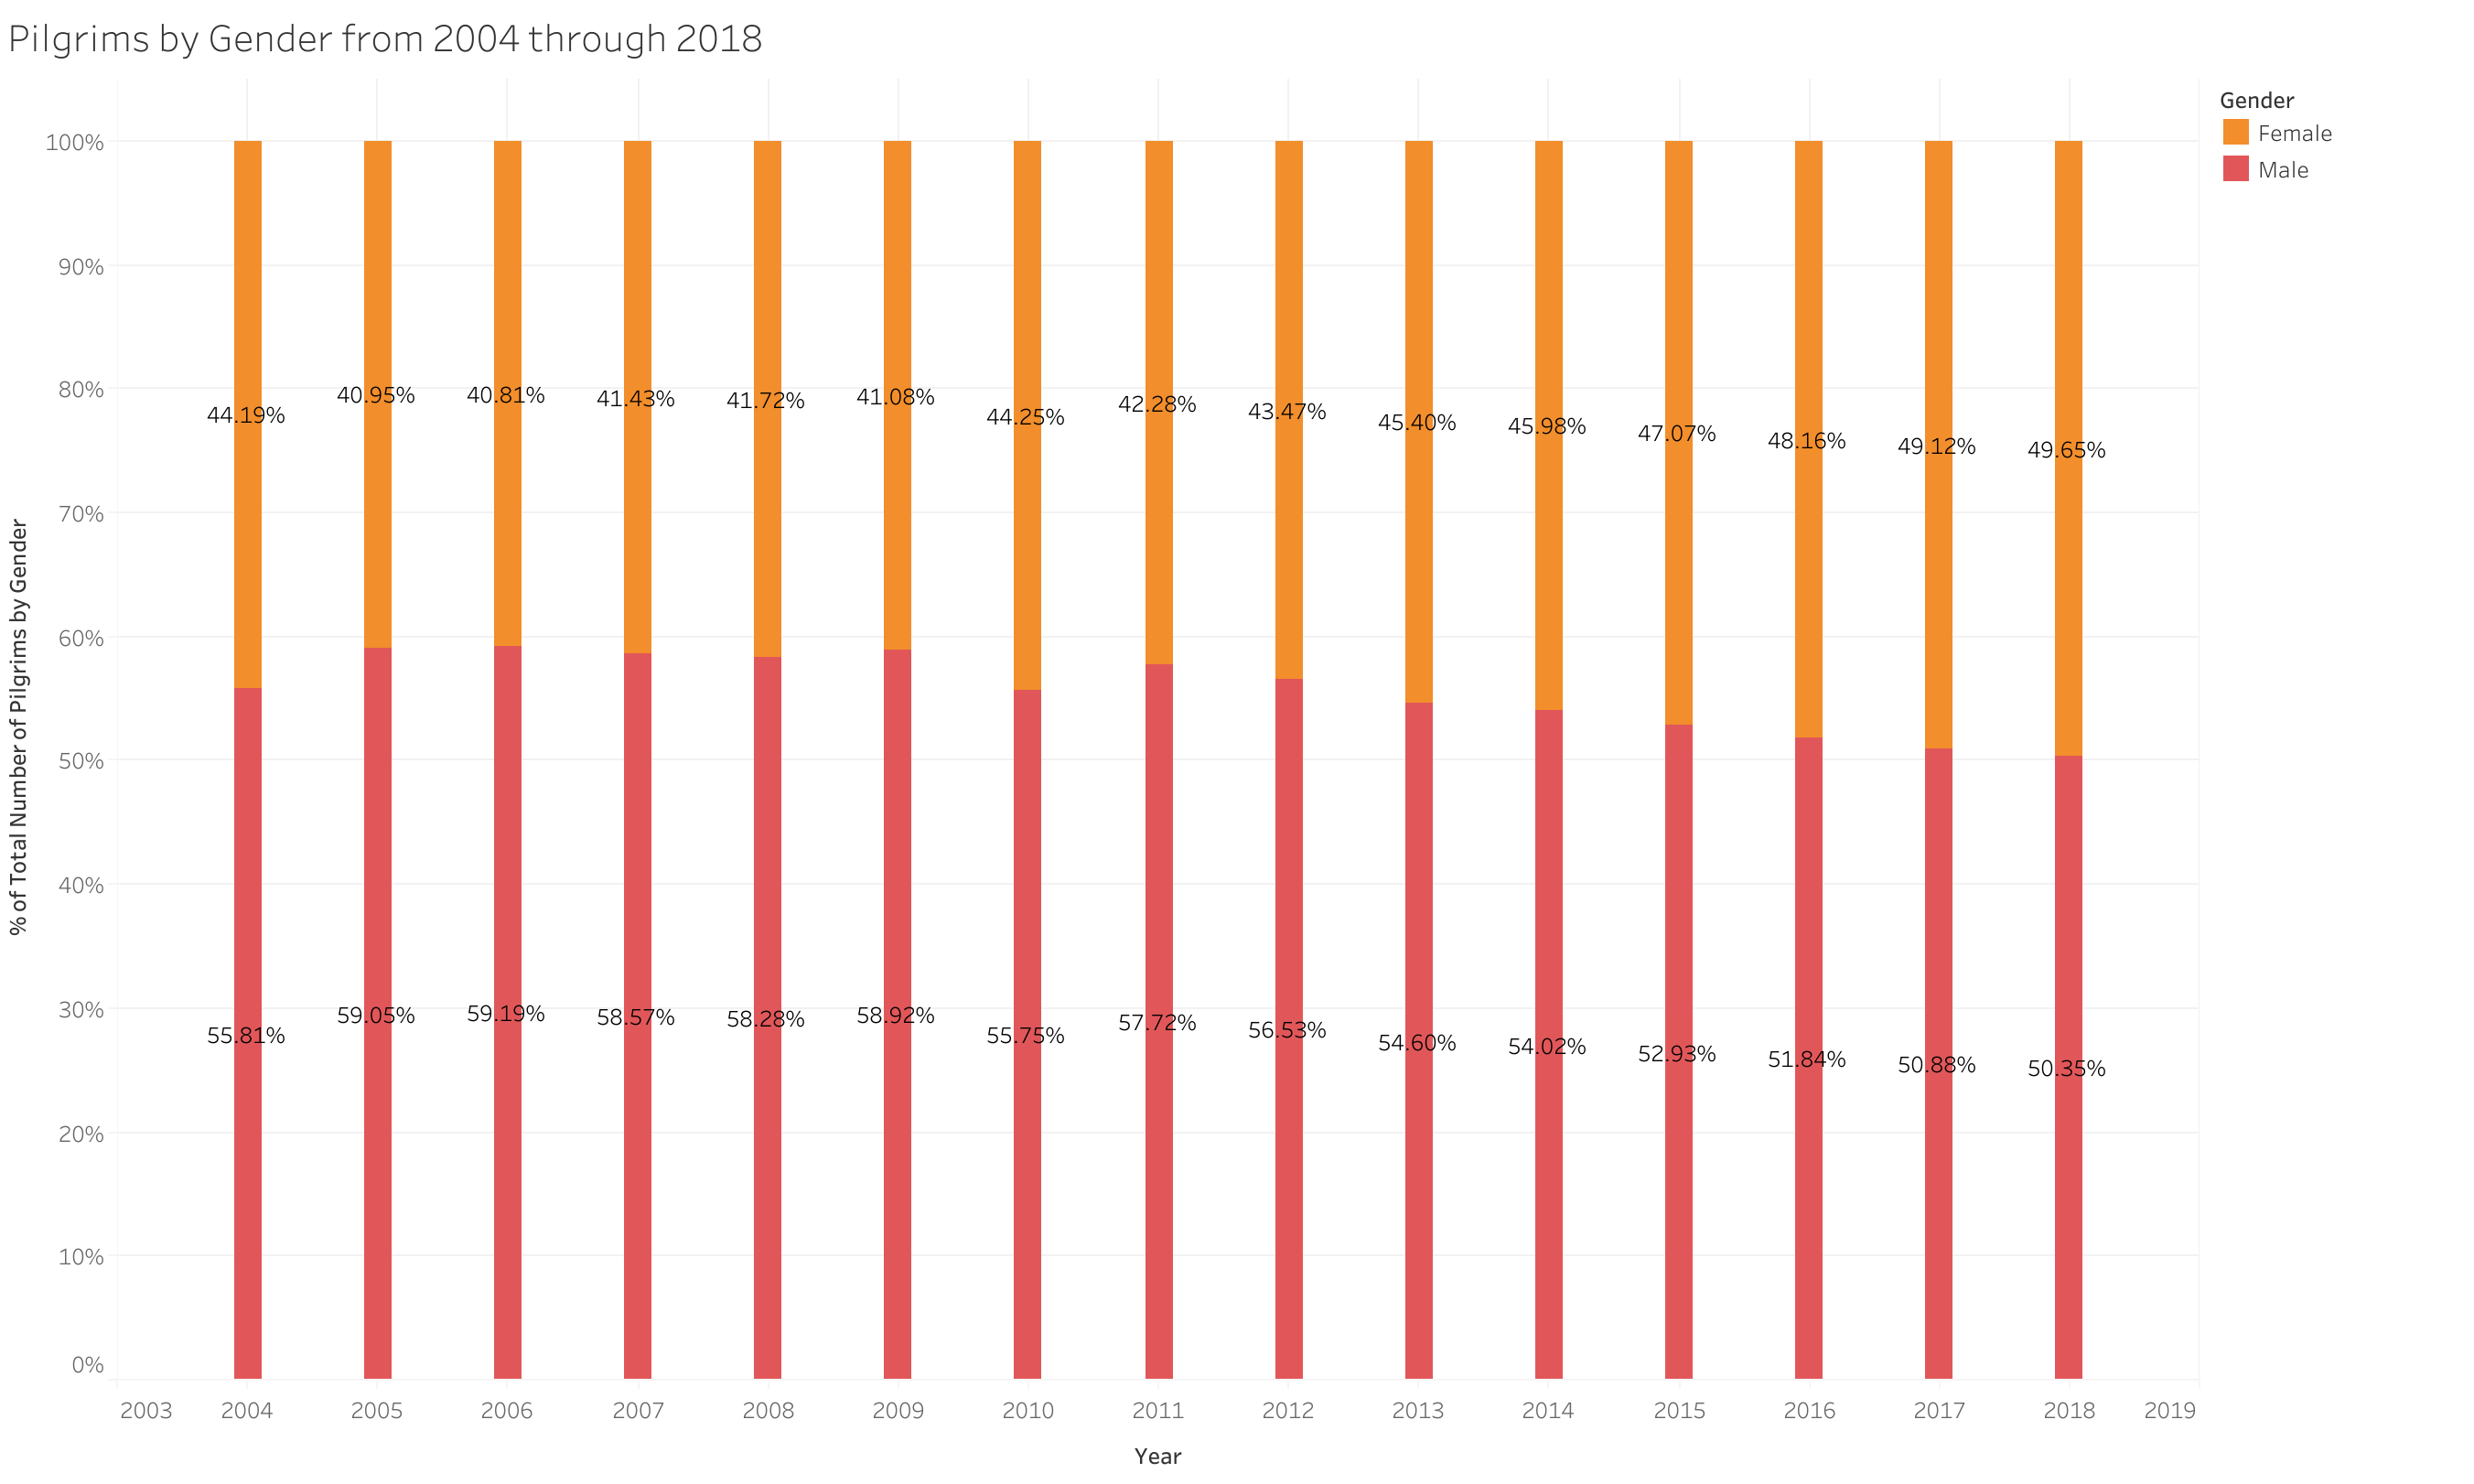 Pilgrims by Gender from 2004 through 2018
Gender
Female
Male
% of Total Number of Pilgrims by Gender
100%
90%
80%
70%
60%
50%
40%
30%
20%
10%
0%
44.19% 40.95% 40.81% 41.43% 41.72% 41.08% 44.25% 42.28% 43.47% 45.40% 45.98% 47.07% 48.16% 49.12% 49.65%
55.81% 59.05% 59.19% 58.57% 58.28% 58.92% 55.75% 57.72% 56.53% 54.60% 54.02% 52.93% 51.84% 50.88% 50.35%
2003 2004 2005 2006 2007 2008 2009 2010 2011 2012 2013 2014 2015 2016 2017 2018 2019
Year